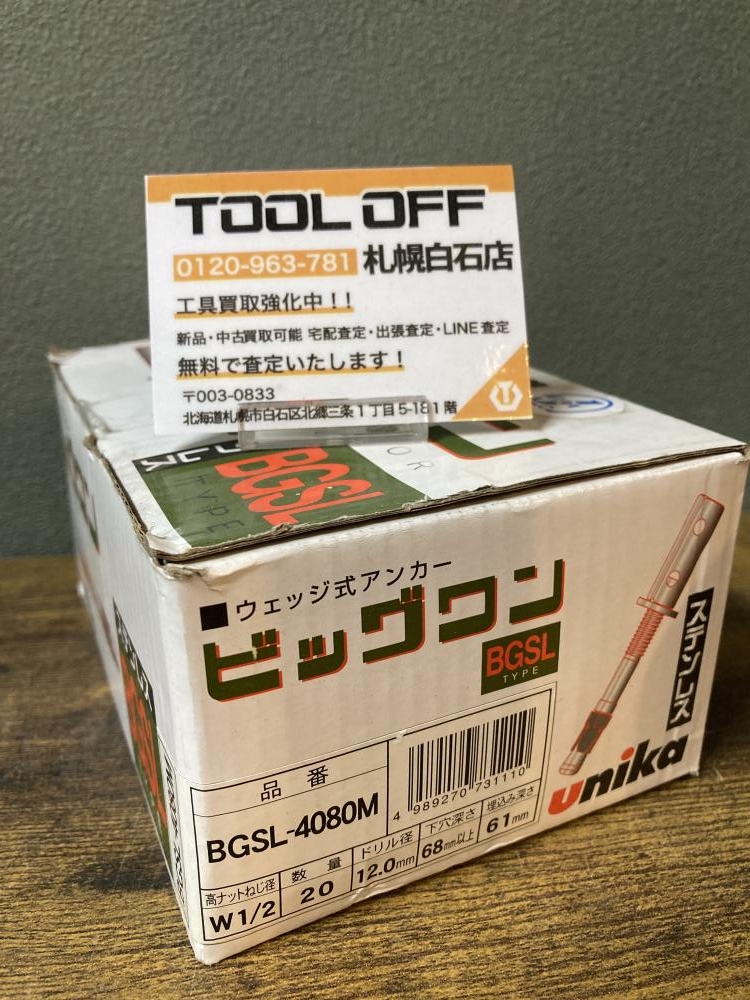 TOOL OFF
0120-963-781 札幌白石店
工具買取強化中！！
新品・中古買取可能 宅配査定・出張査定・LINE査定
無料で査定いたします！
〒003-0833
北海道札幌市白石区北郷三条1丁目5-18 1階
BGSL
TYPE
■ウェッジ式アンカー
ビッグワン
BGSL
TYPE
ステンレス
unika
品番
BGSL-4080M
4 989270 731110
高ナットねじ径
W1/2
数量
20
ドリル径
12.0mm
下穴深さ
68mm以上
埋込み深さ
61mm
ステンレス
BGSL